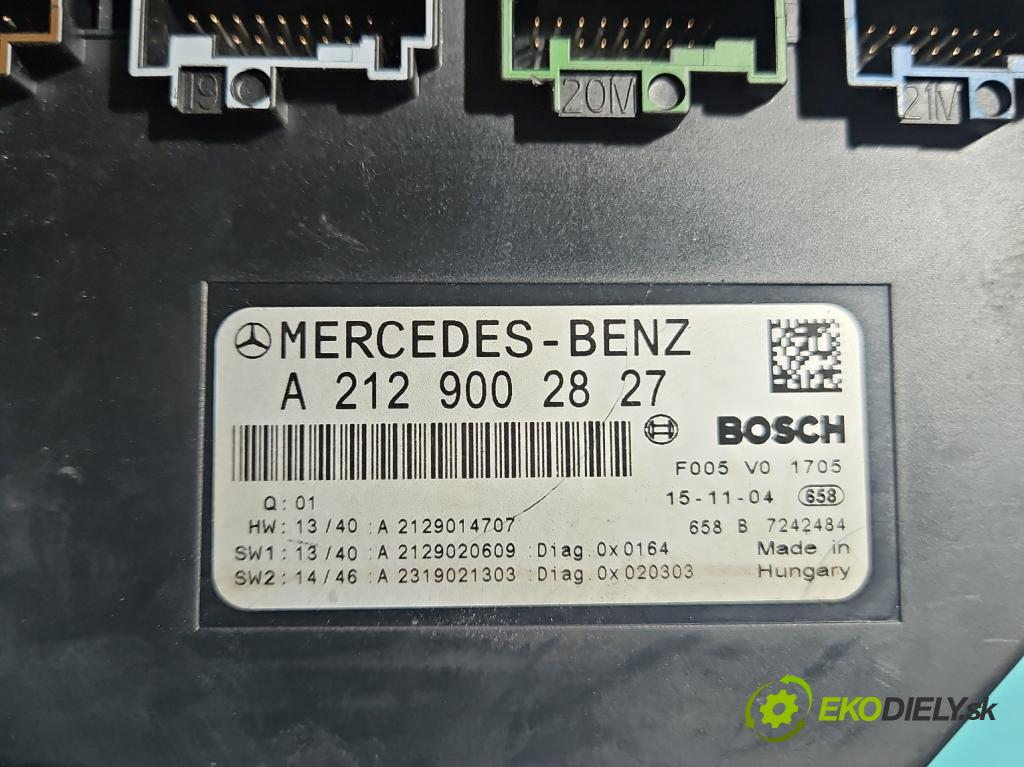 19
20M
21M
MERCEDES-BENZ
A 212 900 28 27
BOSCH
F005 V0 1705
Q: 01
15-11-04 658
HW: 13/40 :A 2129014707
658 B 7242484
SW1: 13/40 :A 2129020609 :Diag.0x0164
Made in
SW2: 14/46 :A 2319021303 :Diag.0x020303
Hungary
EKODIELY.sk